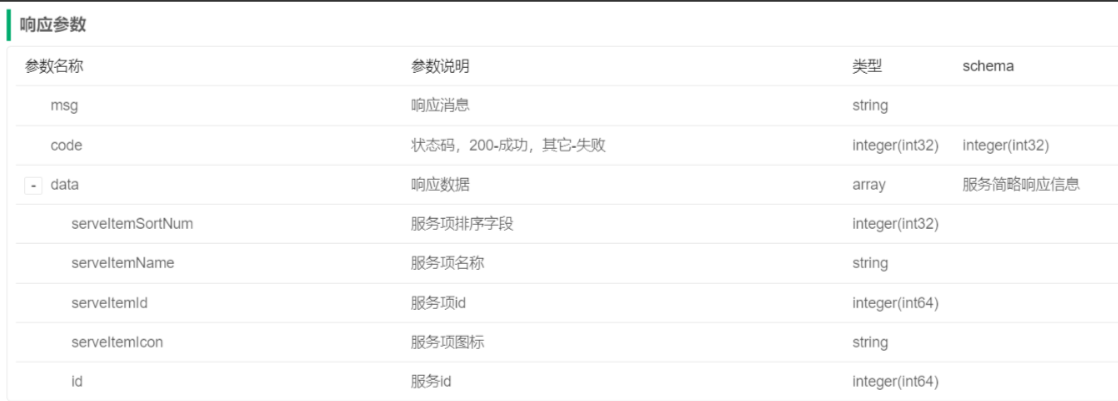 响应参数
参数名称 参数说明 类型 schema
msg 响应消息 string
code 状态码，200-成功，其它-失败 integer(int32) integer(int32)
- data 响应数据 array 服务简略响应信息
serveItemSortNum 服务项排序字段 integer(int32)
serveItemName 服务项名称 string
serveItemId 服务项id integer(int64)
serveItemIcon 服务项图标 string
id 服务id integer(int64)